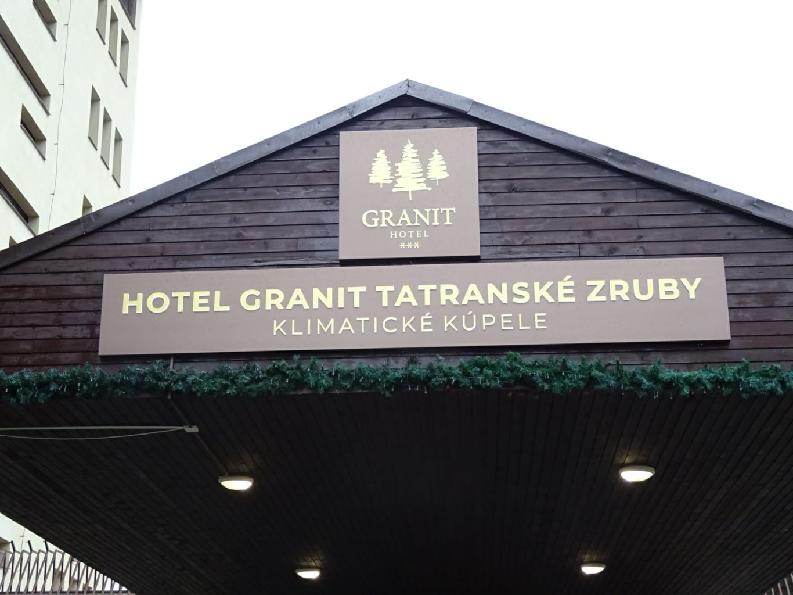 GRANIT
HOTEL
***
HOTEL GRANIT TATRANSKÉ ZRUBY
KLIMATICKÉ KÚPELE